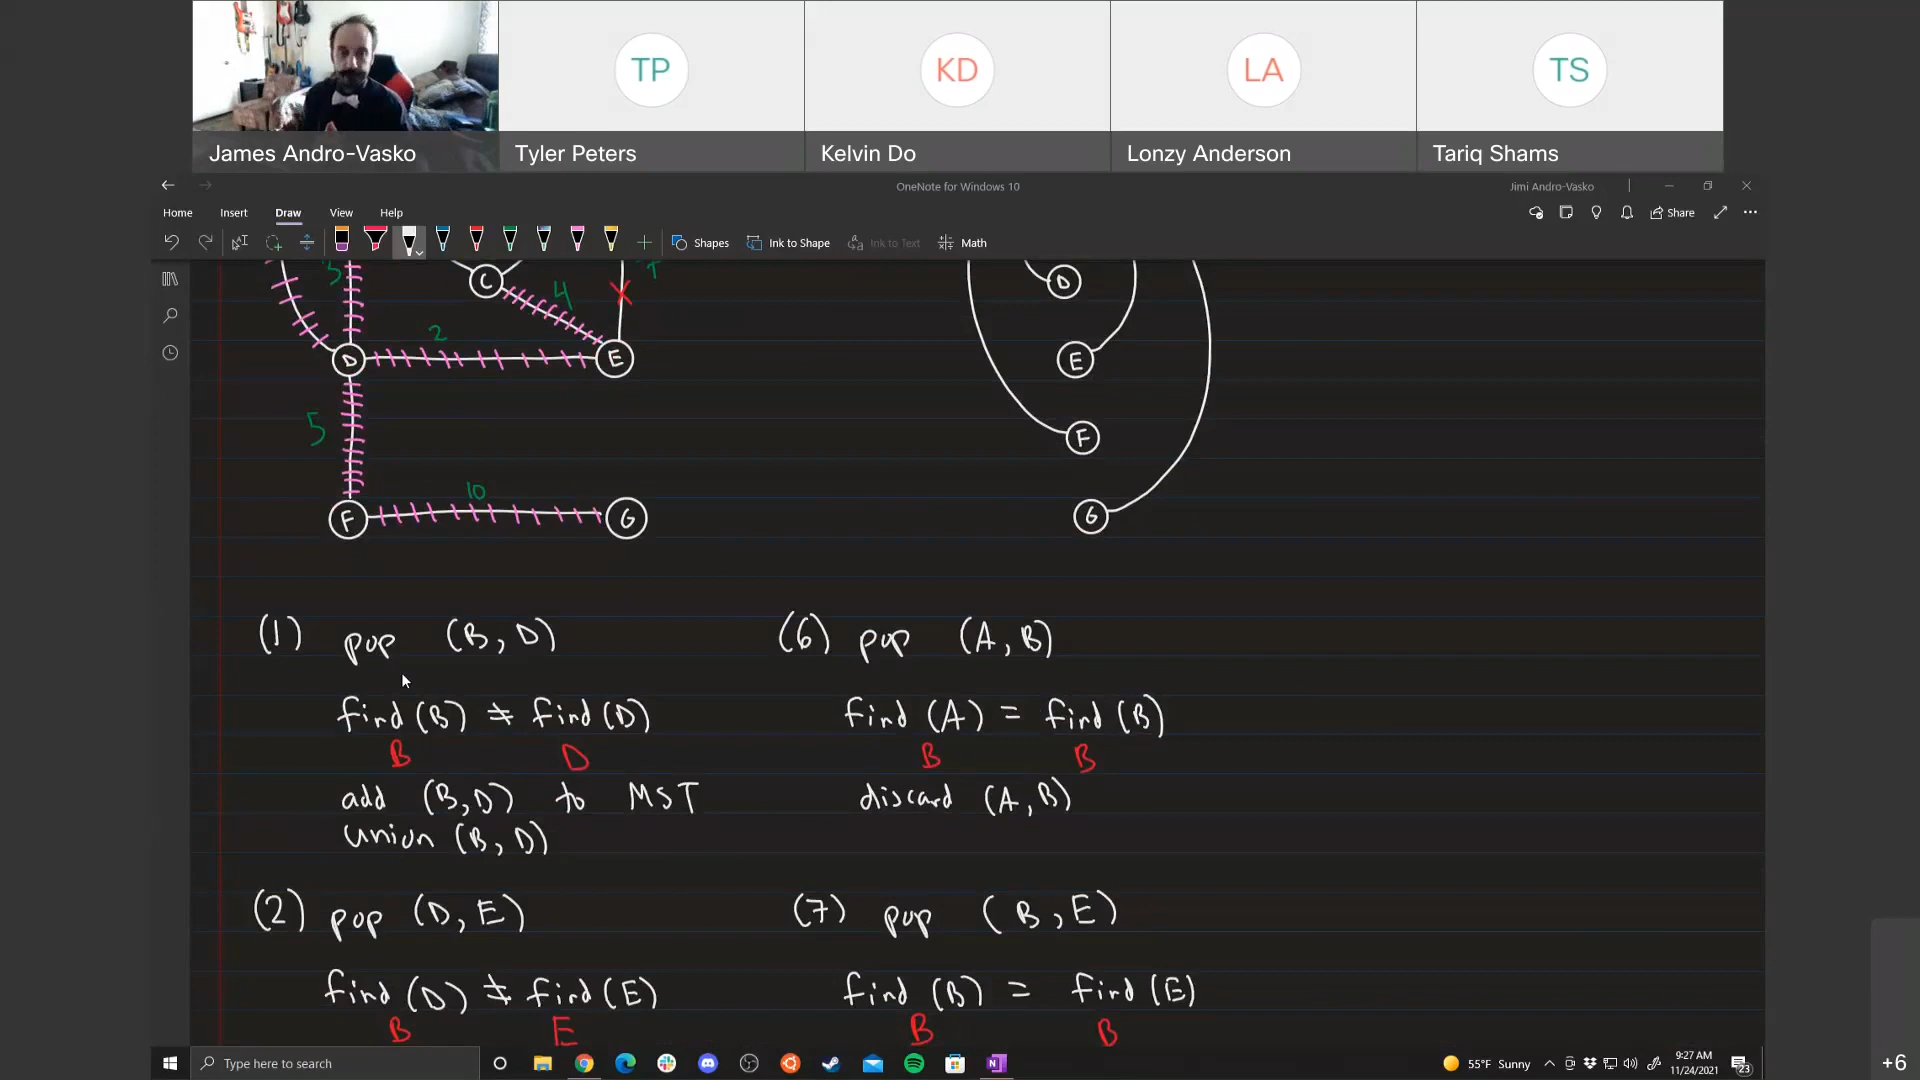 TP
KD
LA
TS
James Andro-Vasko
Tyler Peters
Kelvin Do
Lonzy Anderson
Tariq Shams
OneNote for Windows 10
Jimi Andro-Vasko
Home Insert Draw View Help
Share
Shapes
Ink to Shape
Ink to Text
Math
C
4
D
2
E
5
F
10
G
D
E
F
G
(1) pop (B, D)
find (B) ≠ find (D)
B D
add (B, D) to MST
union (B, D)
(2) pop (D, E)
find (D) ≠ find (E)
B E
(6) pop (A, B)
find (A) = find (B)
B B
discard (A, B)
(7) pop (B, E)
find (B) = find (E)
B B
Type here to search
55°F Sunny
9:27 AM
11/24/2021
23
+6